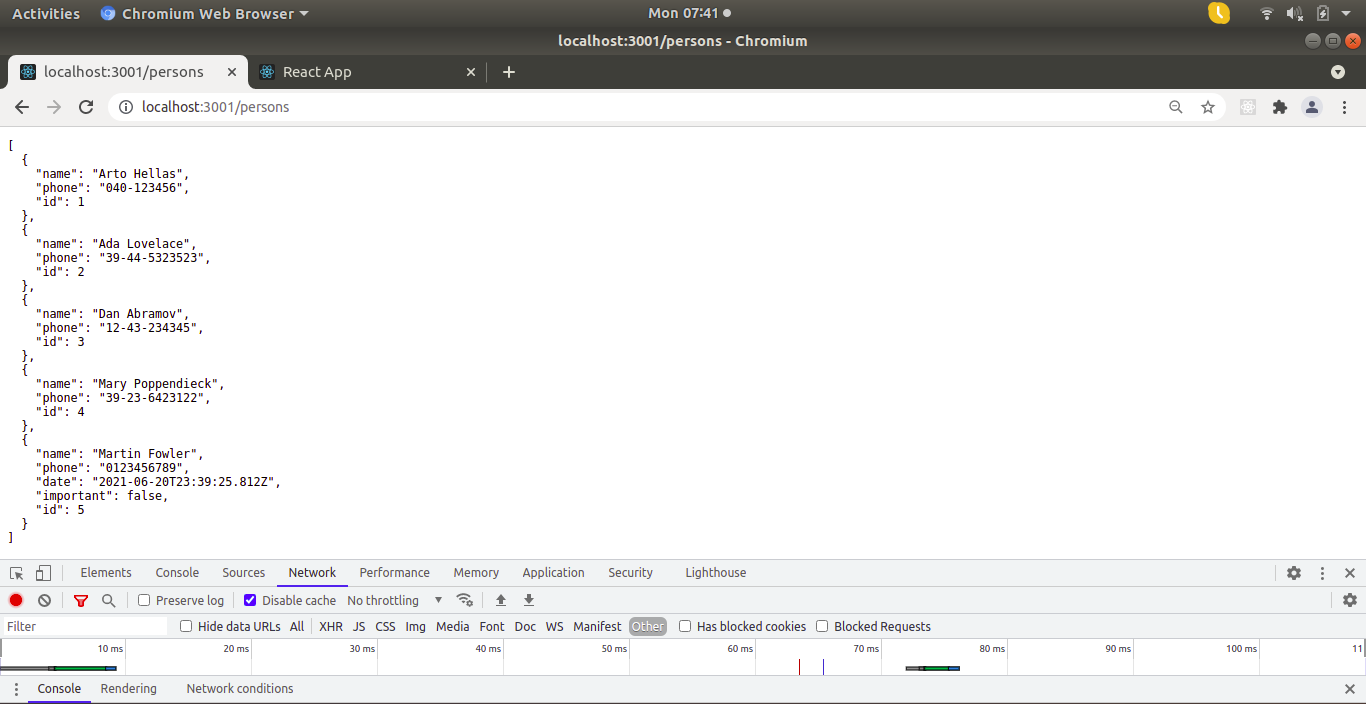 Activities Chromium Web Browser Mon 07:41
localhost:3001/persons - Chromium
localhost:3001/persons React App
localhost:3001/persons
[
  {
    "name": "Arto Hellas",
    "phone": "040-123456",
    "id": 1
  },
  {
    "name": "Ada Lovelace",
    "phone": "39-44-5323523",
    "id": 2
  },
  {
    "name": "Dan Abramov",
    "phone": "12-43-234345",
    "id": 3
  },
  {
    "name": "Mary Poppendieck",
    "phone": "39-23-6423122",
    "id": 4
  },
  {
    "name": "Martin Fowler",
    "phone": "0123456789",
    "date": "2021-06-20T23:39:25.812Z",
    "important": false,
    "id": 5
  }
]
Elements Console Sources Network Performance Memory Application Security Lighthouse
Preserve log Disable cache No throttling
Filter Hide data URLs All XHR JS CSS Img Media Font Doc WS Manifest Other Has blocked cookies Blocked Requests
10 ms 20 ms 30 ms 40 ms 50 ms 60 ms 70 ms 80 ms 90 ms 100 ms 11
Console Rendering Network conditions